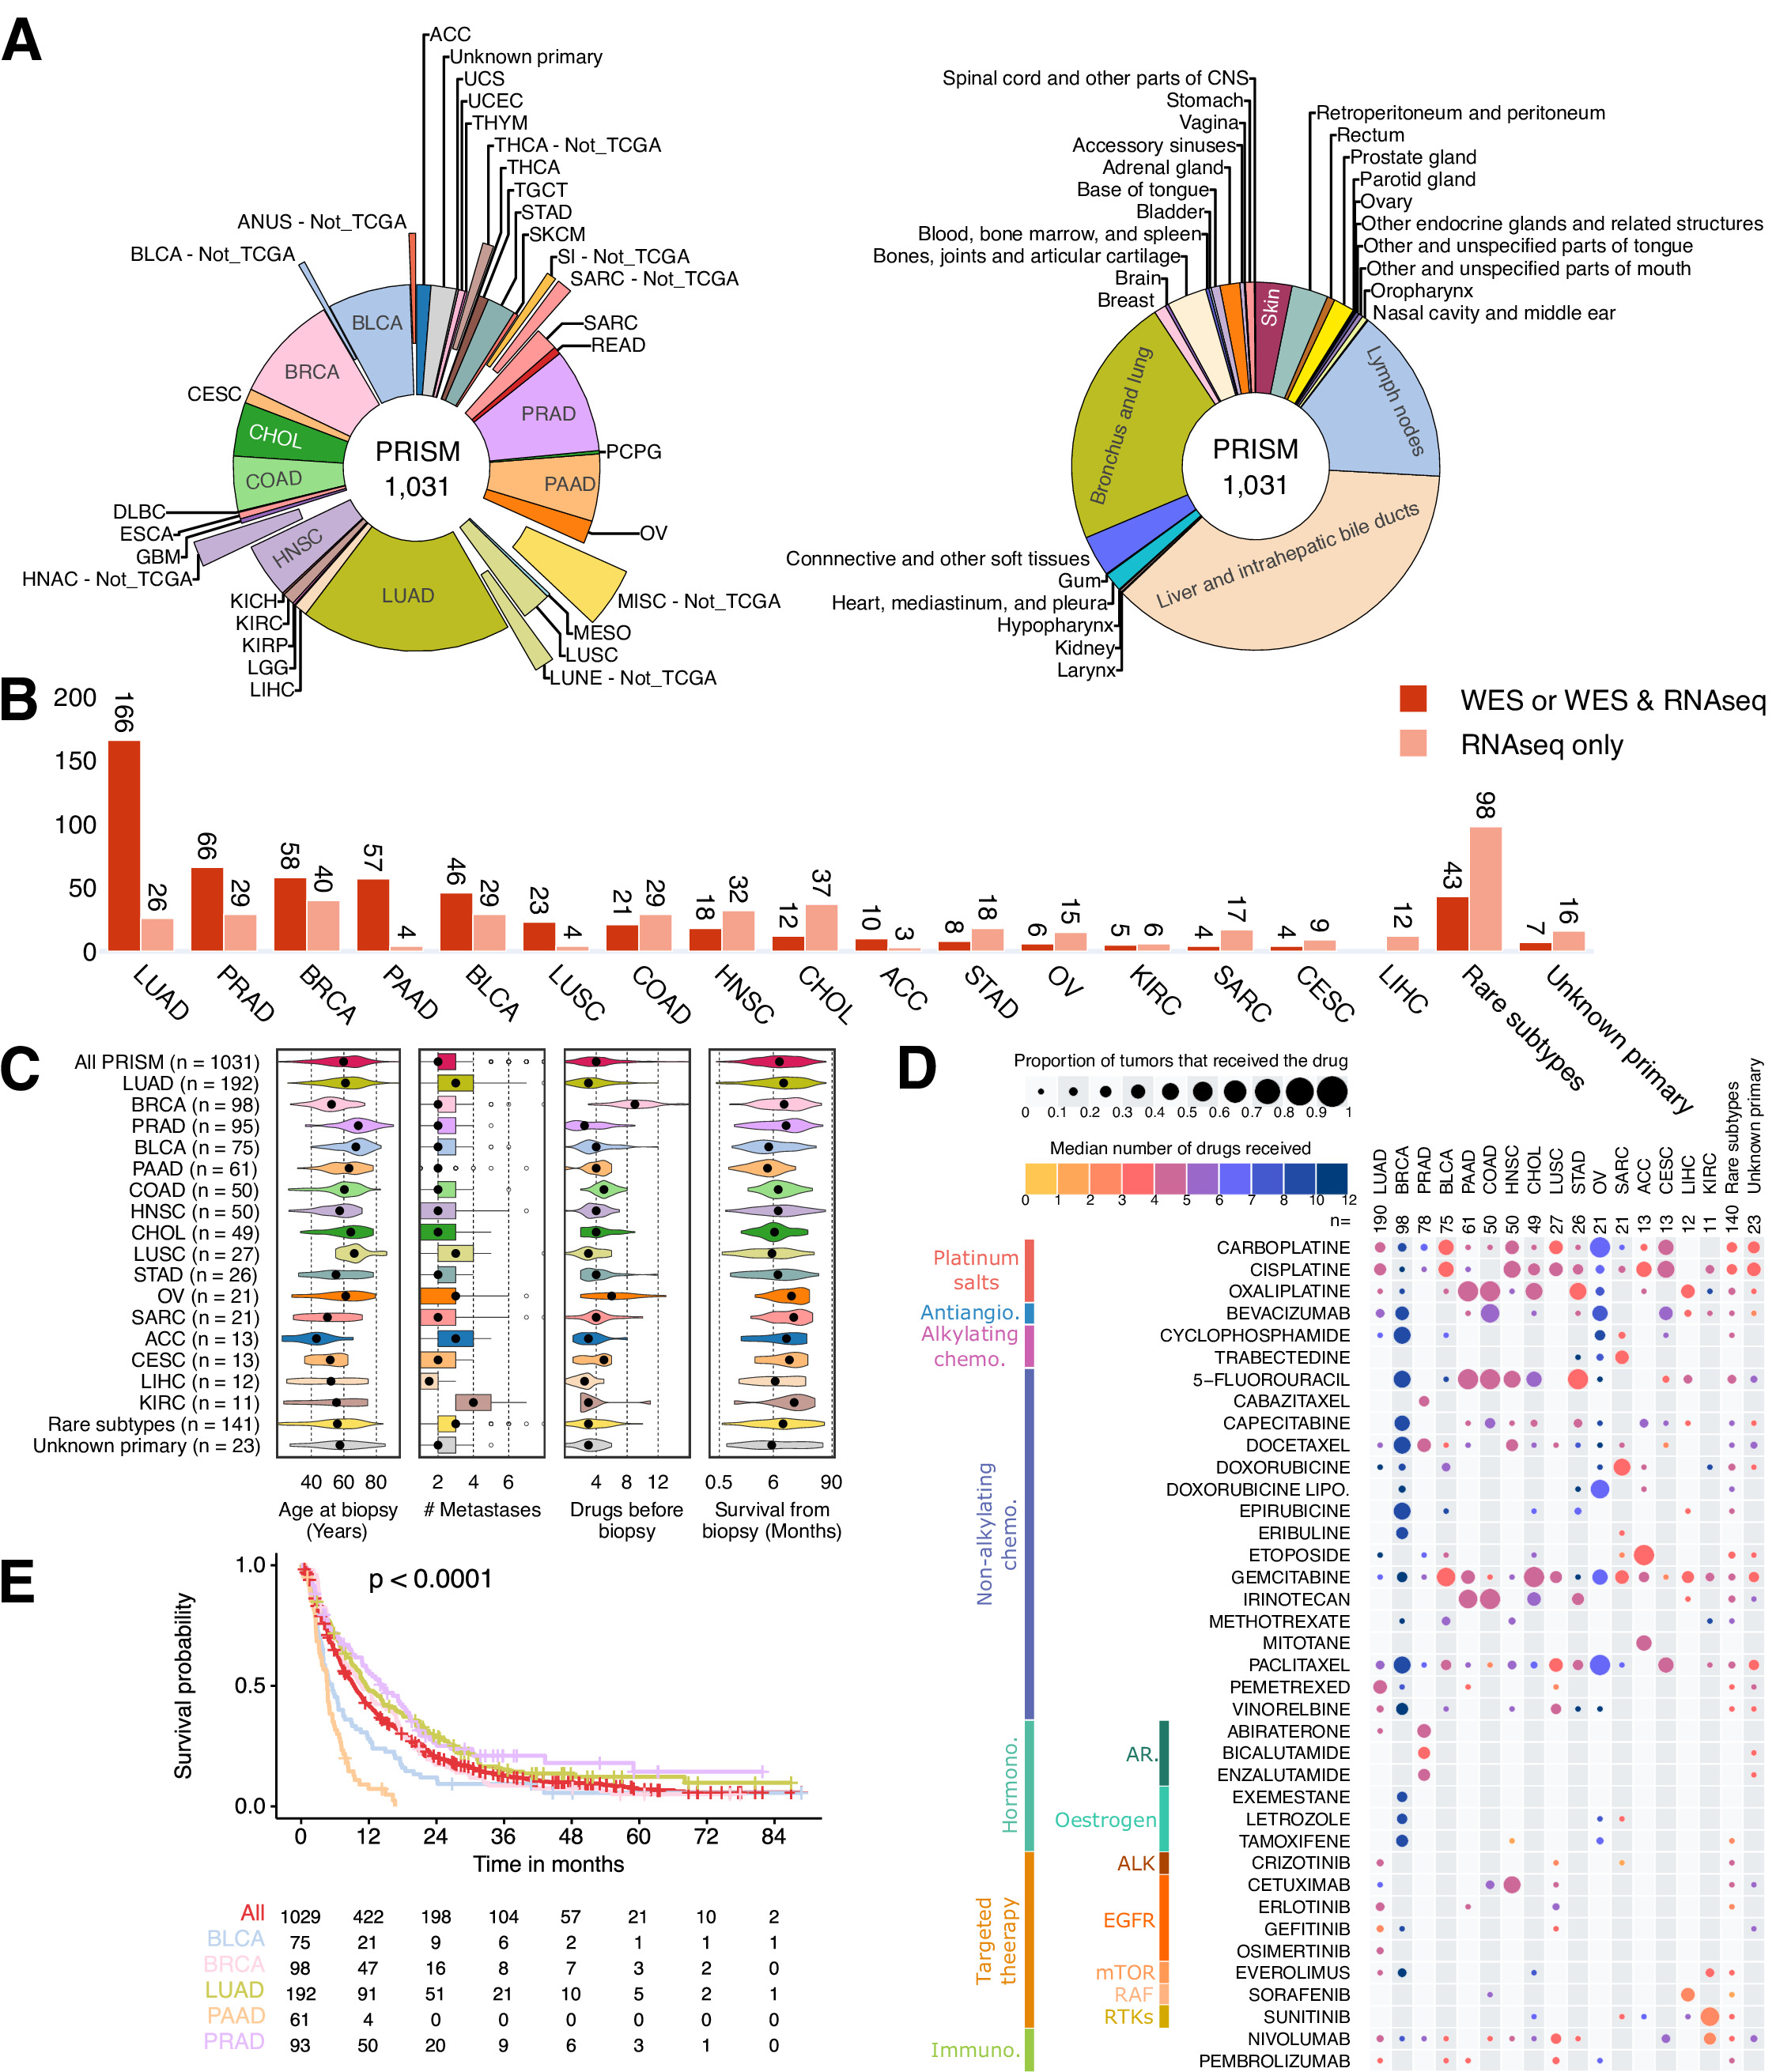 A
ACC
Unknown primary
UCS
UCEC
THYM
THCA - Not_TCGA
THCA
TGCT
STAD
SKCM
SI - Not_TCGA
SARC - Not_TCGA
SARC
READ
PRAD
PCPG
PAAD
OV
MISC - Not_TCGA
MESO
LUSC
LUNE - Not_TCGA
LUAD
LIHC
LGG
KIRP
KIRC
KICH
HNSC
HNAC - Not_TCGA
GBM
ESCA
DLBC
COAD
CHOL
CESC
BRCA
BLCA - Not_TCGA
BLCA
ANUS - Not_TCGA
PRISM
1,031
Spinal cord and other parts of CNS
Stomach
Vagina
Accessory sinuses
Adrenal gland
Base of tongue
Bladder
Blood, bone marrow, and spleen
Bones, joints and articular cartilage
Brain
Breast
Bronchus and lung
Connnective and other soft tissues
Gum
Heart, mediastinum, and pleura
Hypopharynx
Kidney
Larynx
Liver and intrahepatic bile ducts
Lymph nodes
Nasal cavity and middle ear
Oropharynx
Other and unspecified parts of mouth
Other and unspecified parts of tongue
Other endocrine glands and related structures
Ovary
Parotid gland
Prostate gland
Rectum
Retroperitoneum and peritoneum
Skin
PRISM
1,031
B
200
150
100
50
0
WES or WES & RNAseq
RNAseq only
166 26
66 29
58 40
57 4
46 29
23 4
21 29
18 32
12 37
10 3
8 18
6 15
5 6
4 17
4 9
12
43 98
7 16
LUAD PRAD BRCA PAAD BLCA LUSC COAD HNSC CHOL ACC STAD OV KIRC SARC CESC LIHC Rare subtypes Unknown primary
C
All PRISM (n = 1031)
LUAD (n = 192)
BRCA (n = 98)
PRAD (n = 95)
BLCA (n = 75)
PAAD (n = 61)
COAD (n = 50)
HNSC (n = 50)
CHOL (n = 49)
LUSC (n = 27)
STAD (n = 26)
OV (n = 21)
SARC (n = 21)
ACC (n = 13)
CESC (n = 13)
LIHC (n = 12)
KIRC (n = 11)
Rare subtypes (n = 141)
Unknown primary (n = 23)
40 60 80
2 4 6
4 8 12
0.5 6 90
Age at biopsy
(Years)
# Metastases
Drugs before
biopsy
Survival from
biopsy (Months)
D
Proportion of tumors that received the drug
0 0.1 0.2 0.3 0.4 0.5 0.6 0.7 0.8 0.9 1
Median number of drugs received
0 1 2 3 4 5 6 7 8 10 12
LUAD BRCA PRAD BLCA PAAD COAD HNSC CHOL LUSC STAD OV SARC ACC CESC LIHC KIRC Rare subtypes Unknown primary
n=
190 98 78 75 61 50 50 49 27 26 21 21 13 13 12 11 140 23
Platinum
salts
Antiangio.
Alkylating
chemo.
Non-alkylating
chemo.
Hormono.
Targeted
theerapy
Immuno.
AR.
Oestrogen
ALK
EGFR
mTOR
RAF
RTKs
CARBOPLATINE
CISPLATINE
OXALIPLATINE
BEVACIZUMAB
CYCLOPHOSPHAMIDE
TRABECTEDINE
5−FLUOROURACIL
CABAZITAXEL
CAPECITABINE
DOCETAXEL
DOXORUBICINE
DOXORUBICINE LIPO.
EPIRUBICINE
ERIBULINE
ETOPOSIDE
GEMCITABINE
IRINOTECAN
METHOTREXATE
MITOTANE
PACLITAXEL
PEMETREXED
VINORELBINE
ABIRATERONE
BICALUTAMIDE
ENZALUTAMIDE
EXEMESTANE
LETROZOLE
TAMOXIFENE
CRIZOTINIB
CETUXIMAB
ERLOTINIB
GEFITINIB
OSIMERTINIB
EVEROLIMUS
SORAFENIB
SUNITINIB
NIVOLUMAB
PEMBROLIZUMAB
E
p < 0.0001
Survival probability
1.0
0.5
0.0
0 12 24 36 48 60 72 84
Time in months
All 1029 422 198 104 57 21 10 2
BLCA 75 21 9 6 2 1 1 1
BRCA 98 47 16 8 7 3 2 0
LUAD 192 91 51 21 10 5 2 1
PAAD 61 4 0 0 0 0 0 0
PRAD 93 50 20 9 6 3 1 0